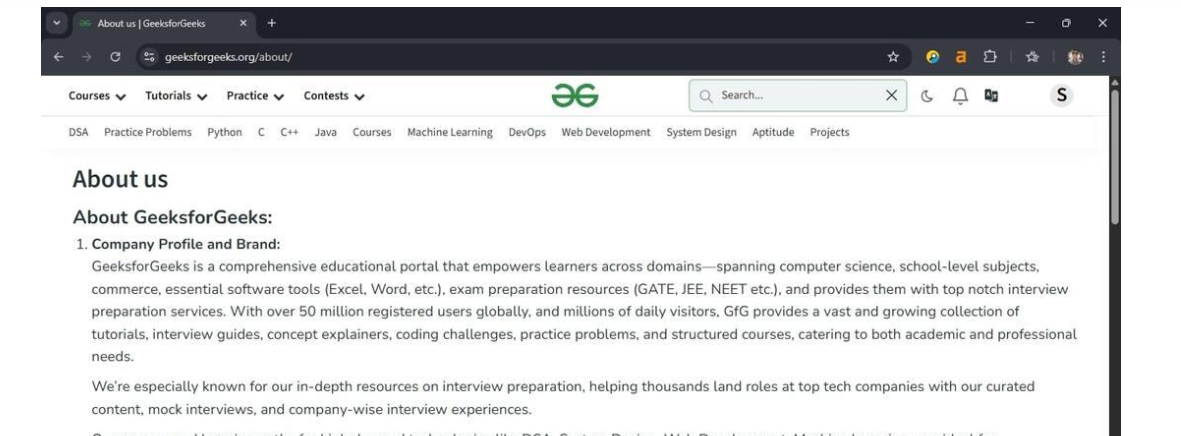 About us | GeeksforGeeks
geeksforgeeks.org/about/
Courses Tutorials Practice Contests Search... S
DSA Practice Problems Python C C++ Java Courses Machine Learning DevOps Web Development System Design Aptitude Projects
About us
About GeeksforGeeks:
1. Company Profile and Brand:
GeeksforGeeks is a comprehensive educational portal that empowers learners across domains—spanning computer science, school-level subjects,
commerce, essential software tools (Excel, Word, etc.), exam preparation resources (GATE, JEE, NEET etc.), and provides them with top notch interview
preparation services. With over 50 million registered users globally, and millions of daily visitors, GfG provides a vast and growing collection of
tutorials, interview guides, concept explainers, coding challenges, practice problems, and structured courses, catering to both academic and professional
needs.
We're especially known for our in-depth resources on interview preparation, helping thousands land roles at top tech companies with our curated
content, mock interviews, and company-wise interview experiences.